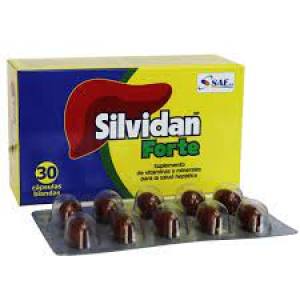 SAE
Silvidan
Forte
suplemento
de vitaminas y minerales
para la salud hepática
30
cápsulas
blandas